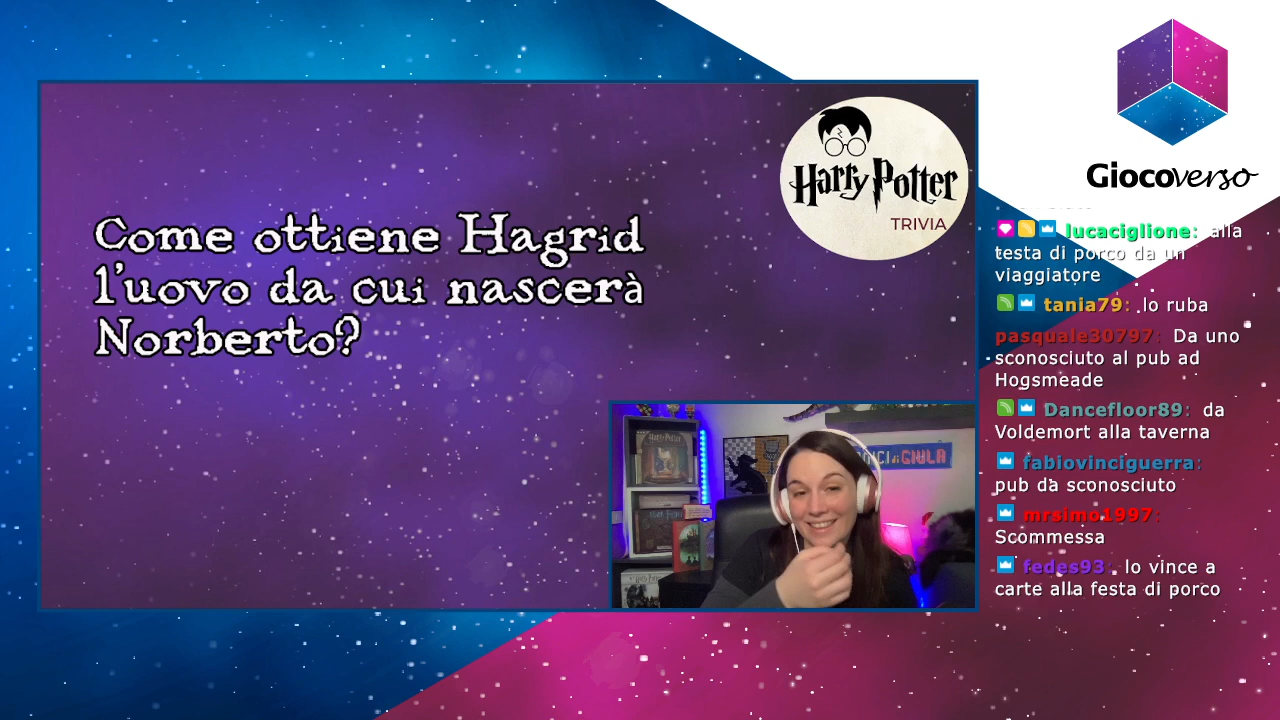 Come ottiene Hagrid
l'uovo da cui nascerà
Norberto?
Harry Potter
TRIVIA
Giocoverso
lucaciglione: alla
testa di porco da un
viaggiatore
tania79: lo ruba
pasquale30797: Da uno
sconosciuto al pub ad
Hogsmeade
Dancefloor89: da
Voldemort alla taverna
fabiovinciguerra:
pub da sconosciuto
mrsimo1997:
Scommessa
fedes93: lo vince a
carte alla festa di porco
di GIULA